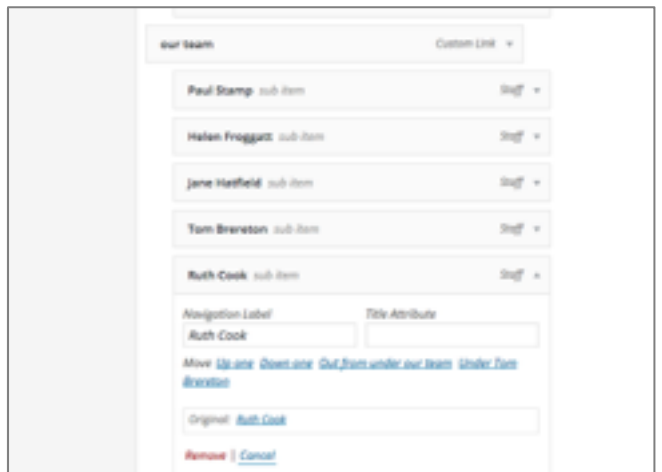 our team Custom Link
Paul Stamp sub item Staff
Helen Froggatt sub item Staff
Jane Hatfield sub item Staff
Tom Brereton sub item Staff
Ruth Cook sub item Staff
Navigation Label Title Attribute
Ruth Cook
Move Up one Down one Out from under our team Under Tom
Brereton
Original: Ruth Cook
Remove | Cancel